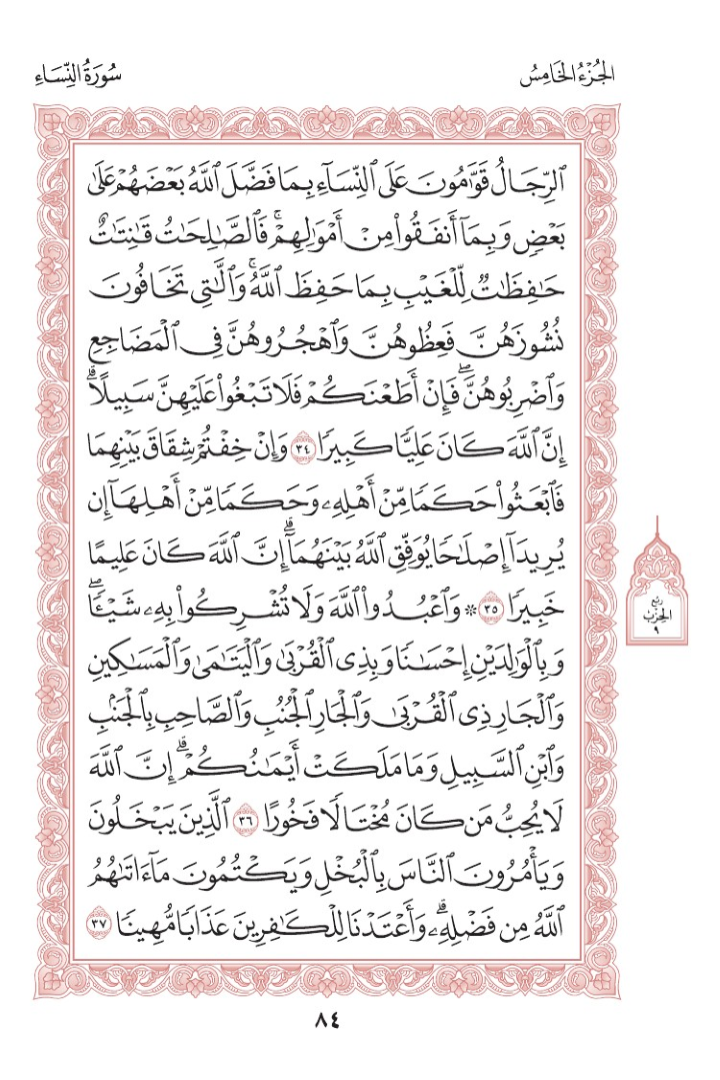 الجُزْءُ الخَامِسُ
سُورَةُ النِّسَاءِ
ٱلرِّجَالُ قَوَّٰمُونَ عَلَى ٱلنِّسَآءِ بِمَا فَضَّلَ ٱللَّهُ بَعْضَهُمْ عَلَىٰ
بَعْضٖ وَبِمَآ أَنفَقُواْ مِنْ أَمْوَٰلِهِمْۚ فَٱلصَّٰلِحَٰتُ قَٰنِتَٰتٌ
حَٰفِظَٰتٞ لِّلْغَيْبِ بِمَا حَفِظَ ٱللَّهُۚ وَٱلَّٰتِي تَخَافُونَ
نُشُوزَهُنَّ فَعِظُوهُنَّ وَٱهْجُرُوهُنَّ فِي ٱلْمَضَاجِعِ
وَٱضْرِبُوهُنَّۖ فَإِنْ أَطَعْنَكُمْ فَلَا تَبْغُواْ عَلَيْهِنَّ سَبِيلًاۗ
إِنَّ ٱللَّهَ كَانَ عَلِيّٗا كَبِيرٗا ٣٤ وَإِنْ خِفْتُمْ شِقَاقَ بَيْنِهِمَا
فَٱبْعَثُواْ حَكَمٗا مِّنْ أَهْلِهِۦ وَحَكَمٗا مِّنْ أَهْلِهَآ إِن
يُرِيدَآ إِصْلَٰحٗا يُوَفِّقِ ٱللَّهُ بَيْنَهُمَآۗ إِنَّ ٱللَّهَ كَانَ عَلِيمًا
خَبِيرٗا ٣٥ ۞ وَٱعْبُدُواْ ٱللَّهَ وَلَا تُشْرِكُواْ بِهِۦ شَيْـٔٗاۖ
وَبِٱلْوَٰلِدَيْنِ إِحْسَٰنٗا وَبِذِي ٱلْقُرْبَىٰ وَٱلْيَتَٰمَىٰ وَٱلْمَسَٰكِينِ
وَٱلْجَارِ ذِي ٱلْقُرْبَىٰ وَٱلْجَارِ ٱلْجُنُبِ وَٱلصَّاحِبِ بِٱلْجَنۢبِ
وَٱبْنِ ٱلسَّبِيلِ وَمَا مَلَكَتْ أَيْمَٰنُكُمْۗ إِنَّ ٱللَّهَ
لَا يُحِبُّ مَن كَانَ مُخْتَالٗا فَخُورًا ٣٦ ٱلَّذِينَ يَبْخَلُونَ
وَيَأْمُرُونَ ٱلنَّاسَ بِٱلْبُخْلِ وَيَكْتُمُونَ مَآ ءَاتَىٰهُمُ
ٱللَّهُ مِن فَضْلِهِۦۗ وَأَعْتَدْنَا لِلْكَٰفِرِينَ عَذَابٗا مُّهِينٗا ٣٧
رُبْع
الحِزْبِ
٩
٨٤